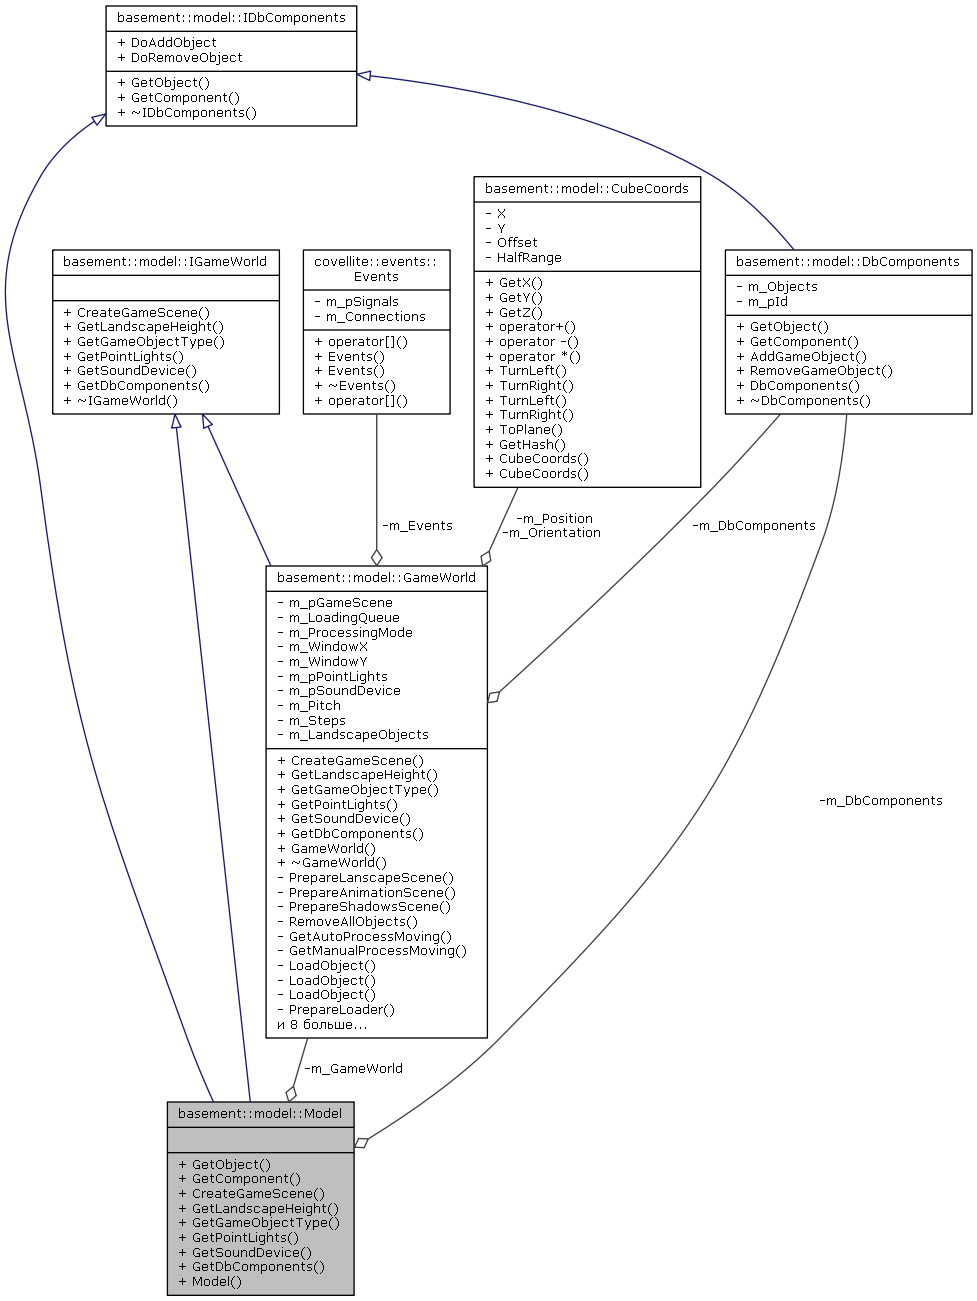 basement::model::IDbComponents
+ DoAddObject
+ DoRemoveObject
+ GetObject()
+ GetComponent()
+ ~IDbComponents()
basement::model::CubeCoords
- X
- Y
- Offset
- HalfRange
+ GetX()
+ GetY()
+ GetZ()
+ operator+()
+ operator -()
+ operator *()
+ TurnLeft()
+ TurnRight()
+ TurnLeft()
+ TurnRight()
+ ToPlane()
+ GetHash()
+ CubeCoords()
+ CubeCoords()
basement::model::IGameWorld
+ CreateGameScene()
+ GetLandscapeHeight()
+ GetGameObjectType()
+ GetPointLights()
+ GetSoundDevice()
+ GetDbComponents()
+ ~IGameWorld()
covellite::events::
Events
- m_pSignals
- m_Connections
+ operator[]()
+ Events()
+ Events()
+ ~Events()
+ operator[]()
basement::model::DbComponents
- m_Objects
- m_pId
+ GetObject()
+ GetComponent()
+ AddGameObject()
+ RemoveGameObject()
+ DbComponents()
+ ~DbComponents()
-m_Events
-m_Position
-m_Orientation
-m_DbComponents
basement::model::GameWorld
- m_pGameScene
- m_LoadingQueue
- m_ProcessingMode
- m_WindowX
- m_WindowY
- m_pPointLights
- m_pSoundDevice
- m_Pitch
- m_Steps
- m_LandscapeObjects
+ CreateGameScene()
+ GetLandscapeHeight()
+ GetGameObjectType()
+ GetPointLights()
+ GetSoundDevice()
+ GetDbComponents()
+ GameWorld()
+ ~GameWorld()
- PrepareLanscapeScene()
- PrepareAnimationScene()
- PrepareShadowsScene()
- RemoveAllObjects()
- GetAutoProcessMoving()
- GetManualProcessMoving()
- LoadObject()
- LoadObject()
- LoadObject()
- PrepareLoader()
и 8 больше...
-m_DbComponents
-m_GameWorld
basement::model::Model
+ GetObject()
+ GetComponent()
+ CreateGameScene()
+ GetLandscapeHeight()
+ GetGameObjectType()
+ GetPointLights()
+ GetSoundDevice()
+ GetDbComponents()
+ Model()